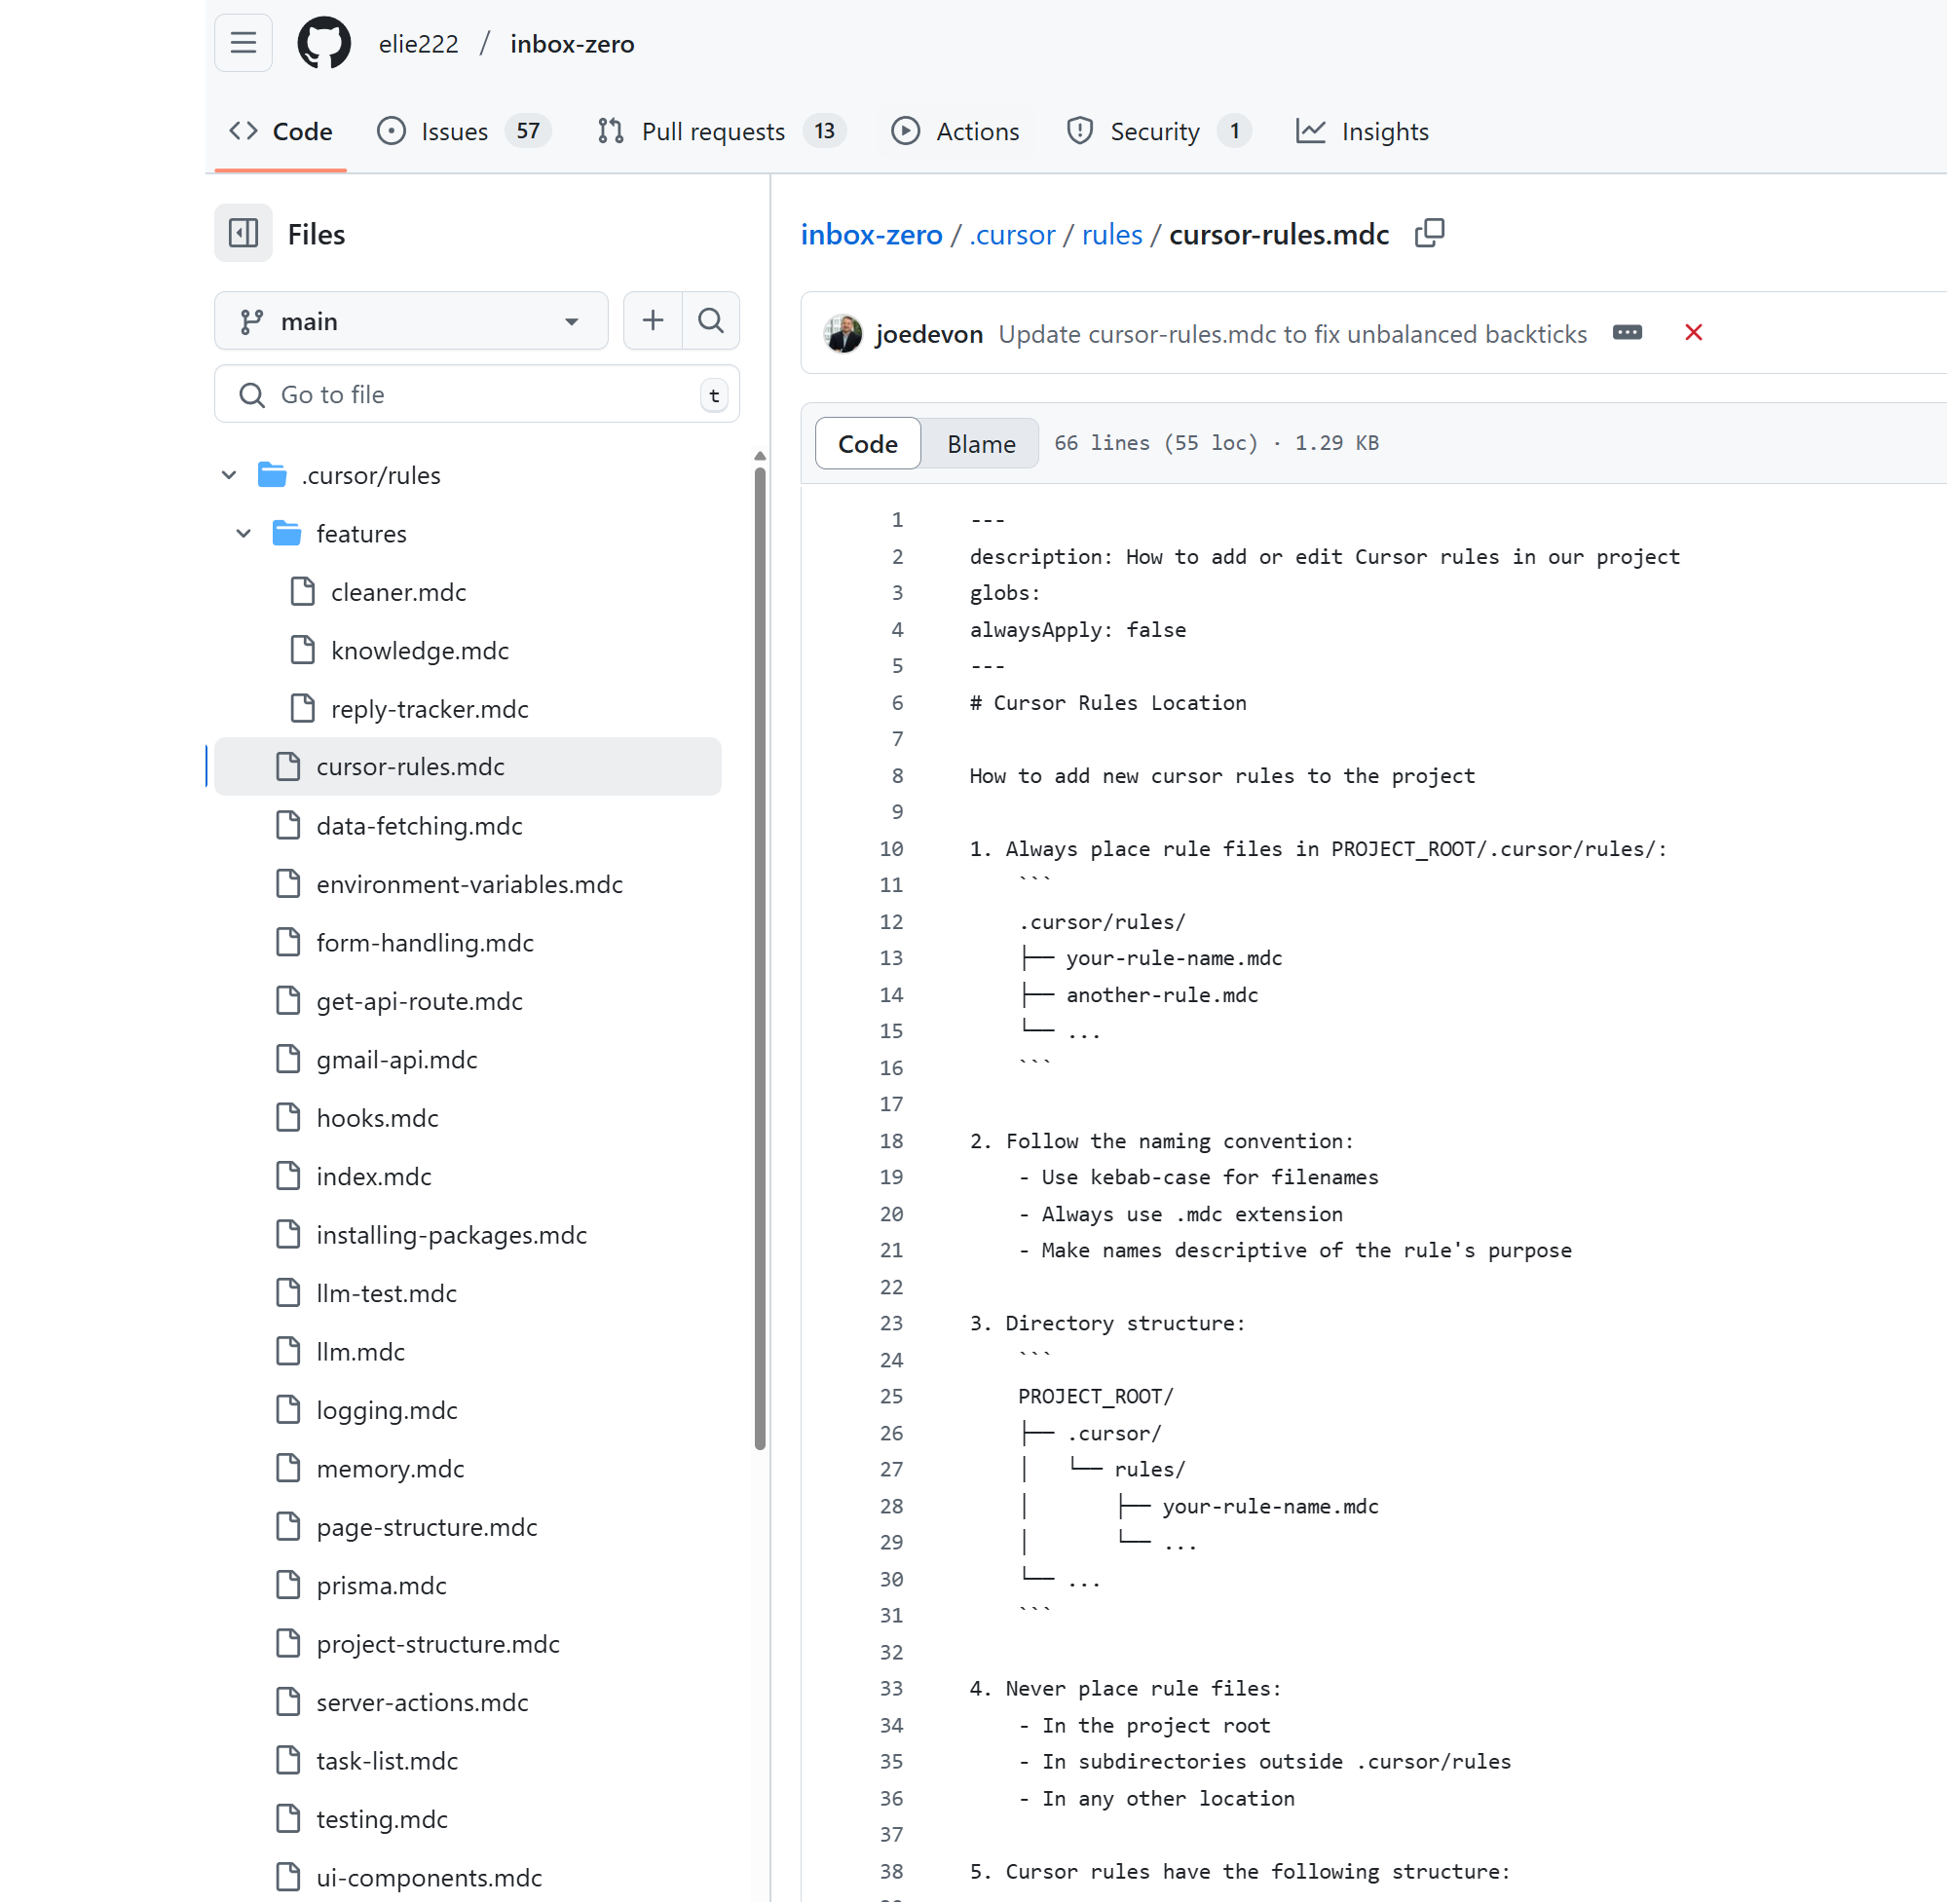 elie222 / inbox-zero
Code Issues 57 Pull requests 13 Actions Security 1 Insights
Files
main
Go to file t
.cursor/rules
features
cleaner.mdc
knowledge.mdc
reply-tracker.mdc
cursor-rules.mdc
data-fetching.mdc
environment-variables.mdc
form-handling.mdc
get-api-route.mdc
gmail-api.mdc
hooks.mdc
index.mdc
installing-packages.mdc
llm-test.mdc
llm.mdc
logging.mdc
memory.mdc
page-structure.mdc
prisma.mdc
project-structure.mdc
server-actions.mdc
task-list.mdc
testing.mdc
ui-components.mdc
inbox-zero / .cursor / rules / cursor-rules.mdc
joedevon Update cursor-rules.mdc to fix unbalanced backticks
Code Blame 66 lines (55 loc) · 1.29 KB
1 ---
2 description: How to add or edit Cursor rules in our project
3 globs:
4 alwaysApply: false
5 ---
6 # Cursor Rules Location
7
8 How to add new cursor rules to the project
9
10 1. Always place rule files in PROJECT_ROOT/.cursor/rules/:
11     ```
12     .cursor/rules/
13     ├── your-rule-name.mdc
14     ├── another-rule.mdc
15     └── ...
16     ```
17
18 2. Follow the naming convention:
19     - Use kebab-case for filenames
20     - Always use .mdc extension
21     - Make names descriptive of the rule's purpose
22
23 3. Directory structure:
24     ```
25     PROJECT_ROOT/
26     ├── .cursor/
27     │   └── rules/
28     │       ├── your-rule-name.mdc
29     │       └── ...
30     └── ...
31     ```
32
33 4. Never place rule files:
34     - In the project root
35     - In subdirectories outside .cursor/rules
36     - In any other location
37
38 5. Cursor rules have the following structure: